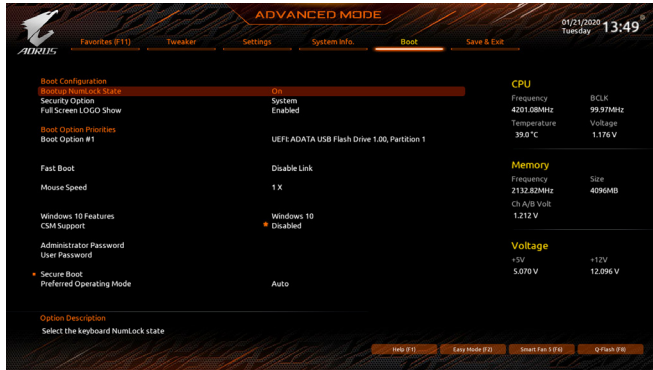 ADVANCED MODE
01/21/2020 Tuesday 13:49
AORUS
Favorites (F11) Tweaker Settings System Info. Boot Save & Exit
Boot Configuration
Bootup NumLock State On
Security Option System
Full Screen LOGO Show Enabled
Boot Option Priorities
Boot Option #1 UEFI: ADATA USB Flash Drive 1.00, Partition 1
Fast Boot Disable Link
Mouse Speed 1 X
Windows 10 Features Windows 10
CSM Support Disabled
Administrator Password
User Password
Secure Boot
Preferred Operating Mode Auto
CPU
Frequency BCLK
4201.08MHz 99.97MHz
Temperature Voltage
39.0 °C 1.176 V
Memory
Frequency Size
2132.82MHz 4096MB
Ch A/B Volt
1.212 V
Voltage
+5V +12V
5.070 V 12.096 V
Option Description
Select the keyboard NumLock state
Help (F1) Easy Mode (F2) Smart Fan 5 (F6) Q-Flash (F8)